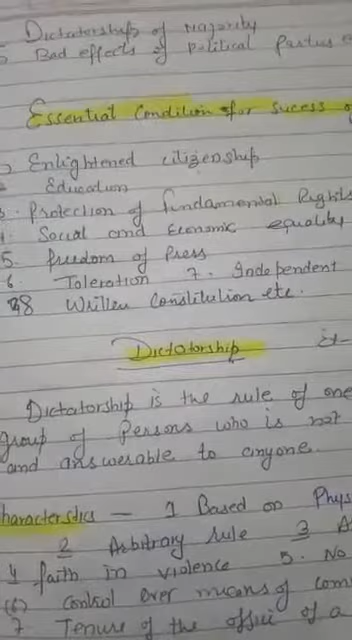 Dictatorship of Majority
Bad effects of Political Parties
Essential Condition for Sucess
Enlightened citizenship
Education
3. Protection of Fundamental Rights
4. Social and Economic equality
5. freedom of Press
6. Toleration 7. Independent
8 Written Constitution etc.
Dictatorship
Dictatorship is the rule of one
group of Persons who is not
and answerable to anyone.
haracterstics — 1 Based on Phys
2 Arbitrary rule 3
4 faith in violence 5. No
(6) Control over means of com
7 Tenure of the office of a